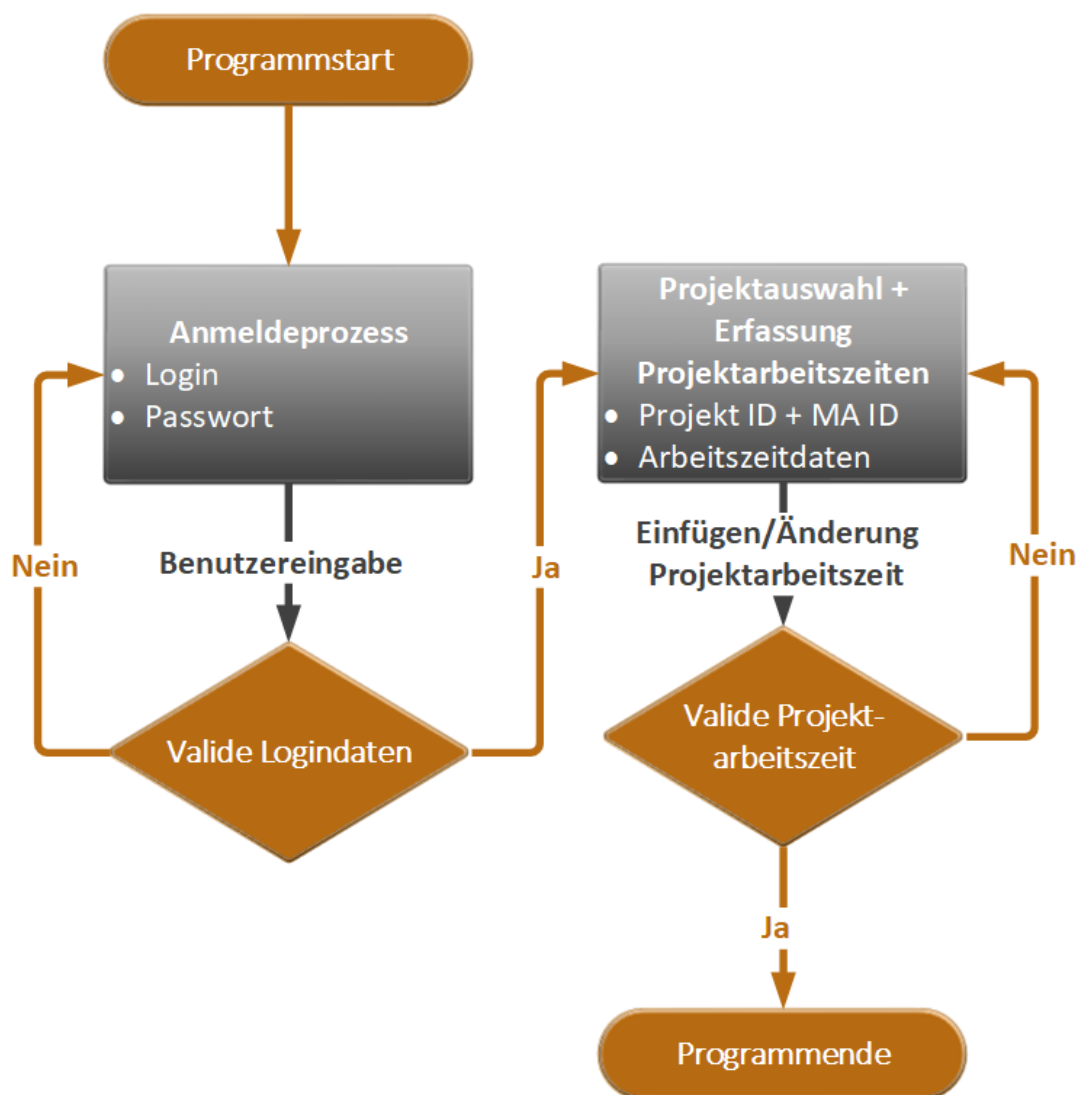 Programmstart
Anmeldeprozess
• Login
• Passwort
Nein
Benutzereingabe
Valide Logindaten
Ja
Projektauswahl +
Erfassung
Projektarbeitszeiten
• Projekt ID + MA ID
• Arbeitszeitdaten
Einfügen/Änderung
Projektarbeitszeit
Nein
Valide Projekt-
arbeitszeit
Ja
Programmende